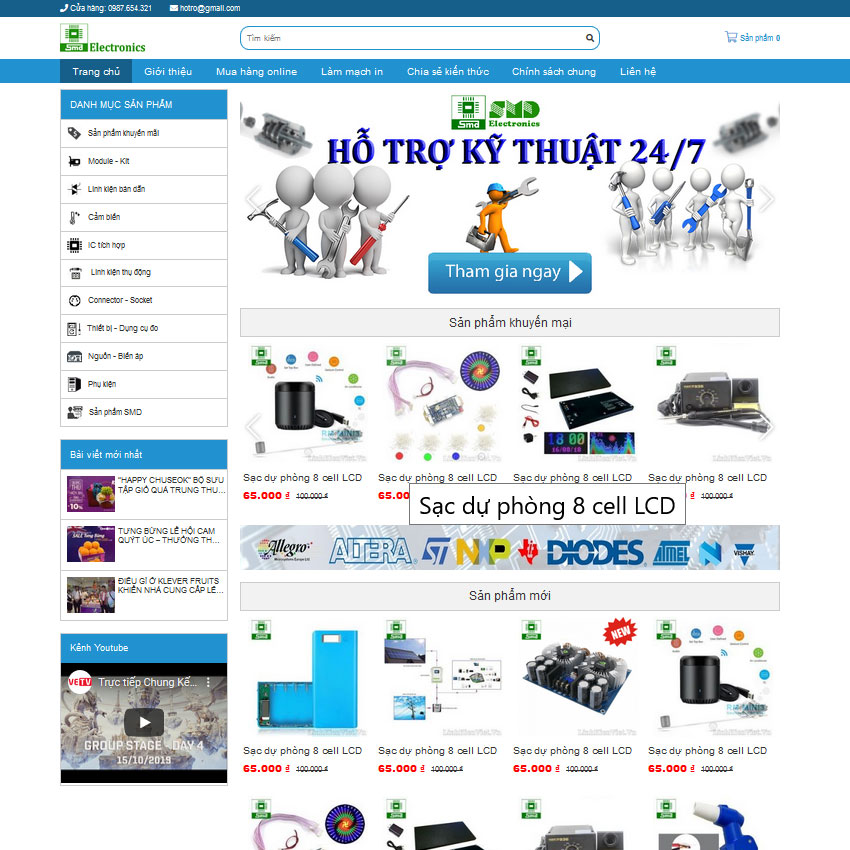 Cửa hàng: 0987.654.321
hotro@gmail.com
Smd Electronics
Tìm kiếm
Sản phẩm 0
Trang chủ
Giới thiệu
Mua hàng online
Làm mạch in
Chia sẻ kiến thức
Chính sách chung
Liên hệ
DANH MỤC SẢN PHẨM
Sản phẩm khuyến mãi
Module - Kit
Linh kiện bán dẫn
Cảm biến
IC tích hợp
Linh kiện thụ động
Connector - Socket
Thiết bị - Dụng cụ đo
Nguồn - Biến áp
Phụ kiện
Sản phẩm SMD
Bài viết mới nhất
"HAPPY CHUSEOK" BỘ SƯU
TẬP GIỎ QUÀ TRUNG THU...
TƯNG BỪNG LỄ HỘI CAM
QUÝT ÚC – THƯỞNG TH...
ĐIỀU GÌ Ở KLEVER FRUITS
KHIẾN NHÀ CUNG CẤP LÊ...
Kênh Youtube
VETV
Trực tiếp Chung Kế...
GROUP STAGE - DAY 4
15/10/2019
Smd SMD
Electronics
HỖ TRỢ KỸ THUẬT 24/7
Tham gia ngay
Sản phẩm khuyến mại
Sạc dự phòng 8 cell LCD
Sạc dự phòng 8 cell LCD
Sạc dự phòng 8 cell LCD
Sạc dự phòng 8 cell LCD
65.000 ₫ 100.000 ₫
100.000 ₫
Sạc dự phòng 8 cell LCD
Allegro
ALTERA
ST
NXP
DIODES
ATMEL
VISHAY
Sản phẩm mới
NEW
Sạc dự phòng 8 cell LCD
Sạc dự phòng 8 cell LCD
Sạc dự phòng 8 cell LCD
Sạc dự phòng 8 cell LCD
65.000 ₫ 100.000 ₫
65.000 ₫ 100.000 ₫
65.000 ₫ 100.000 ₫
65.000 ₫ 100.000 ₫